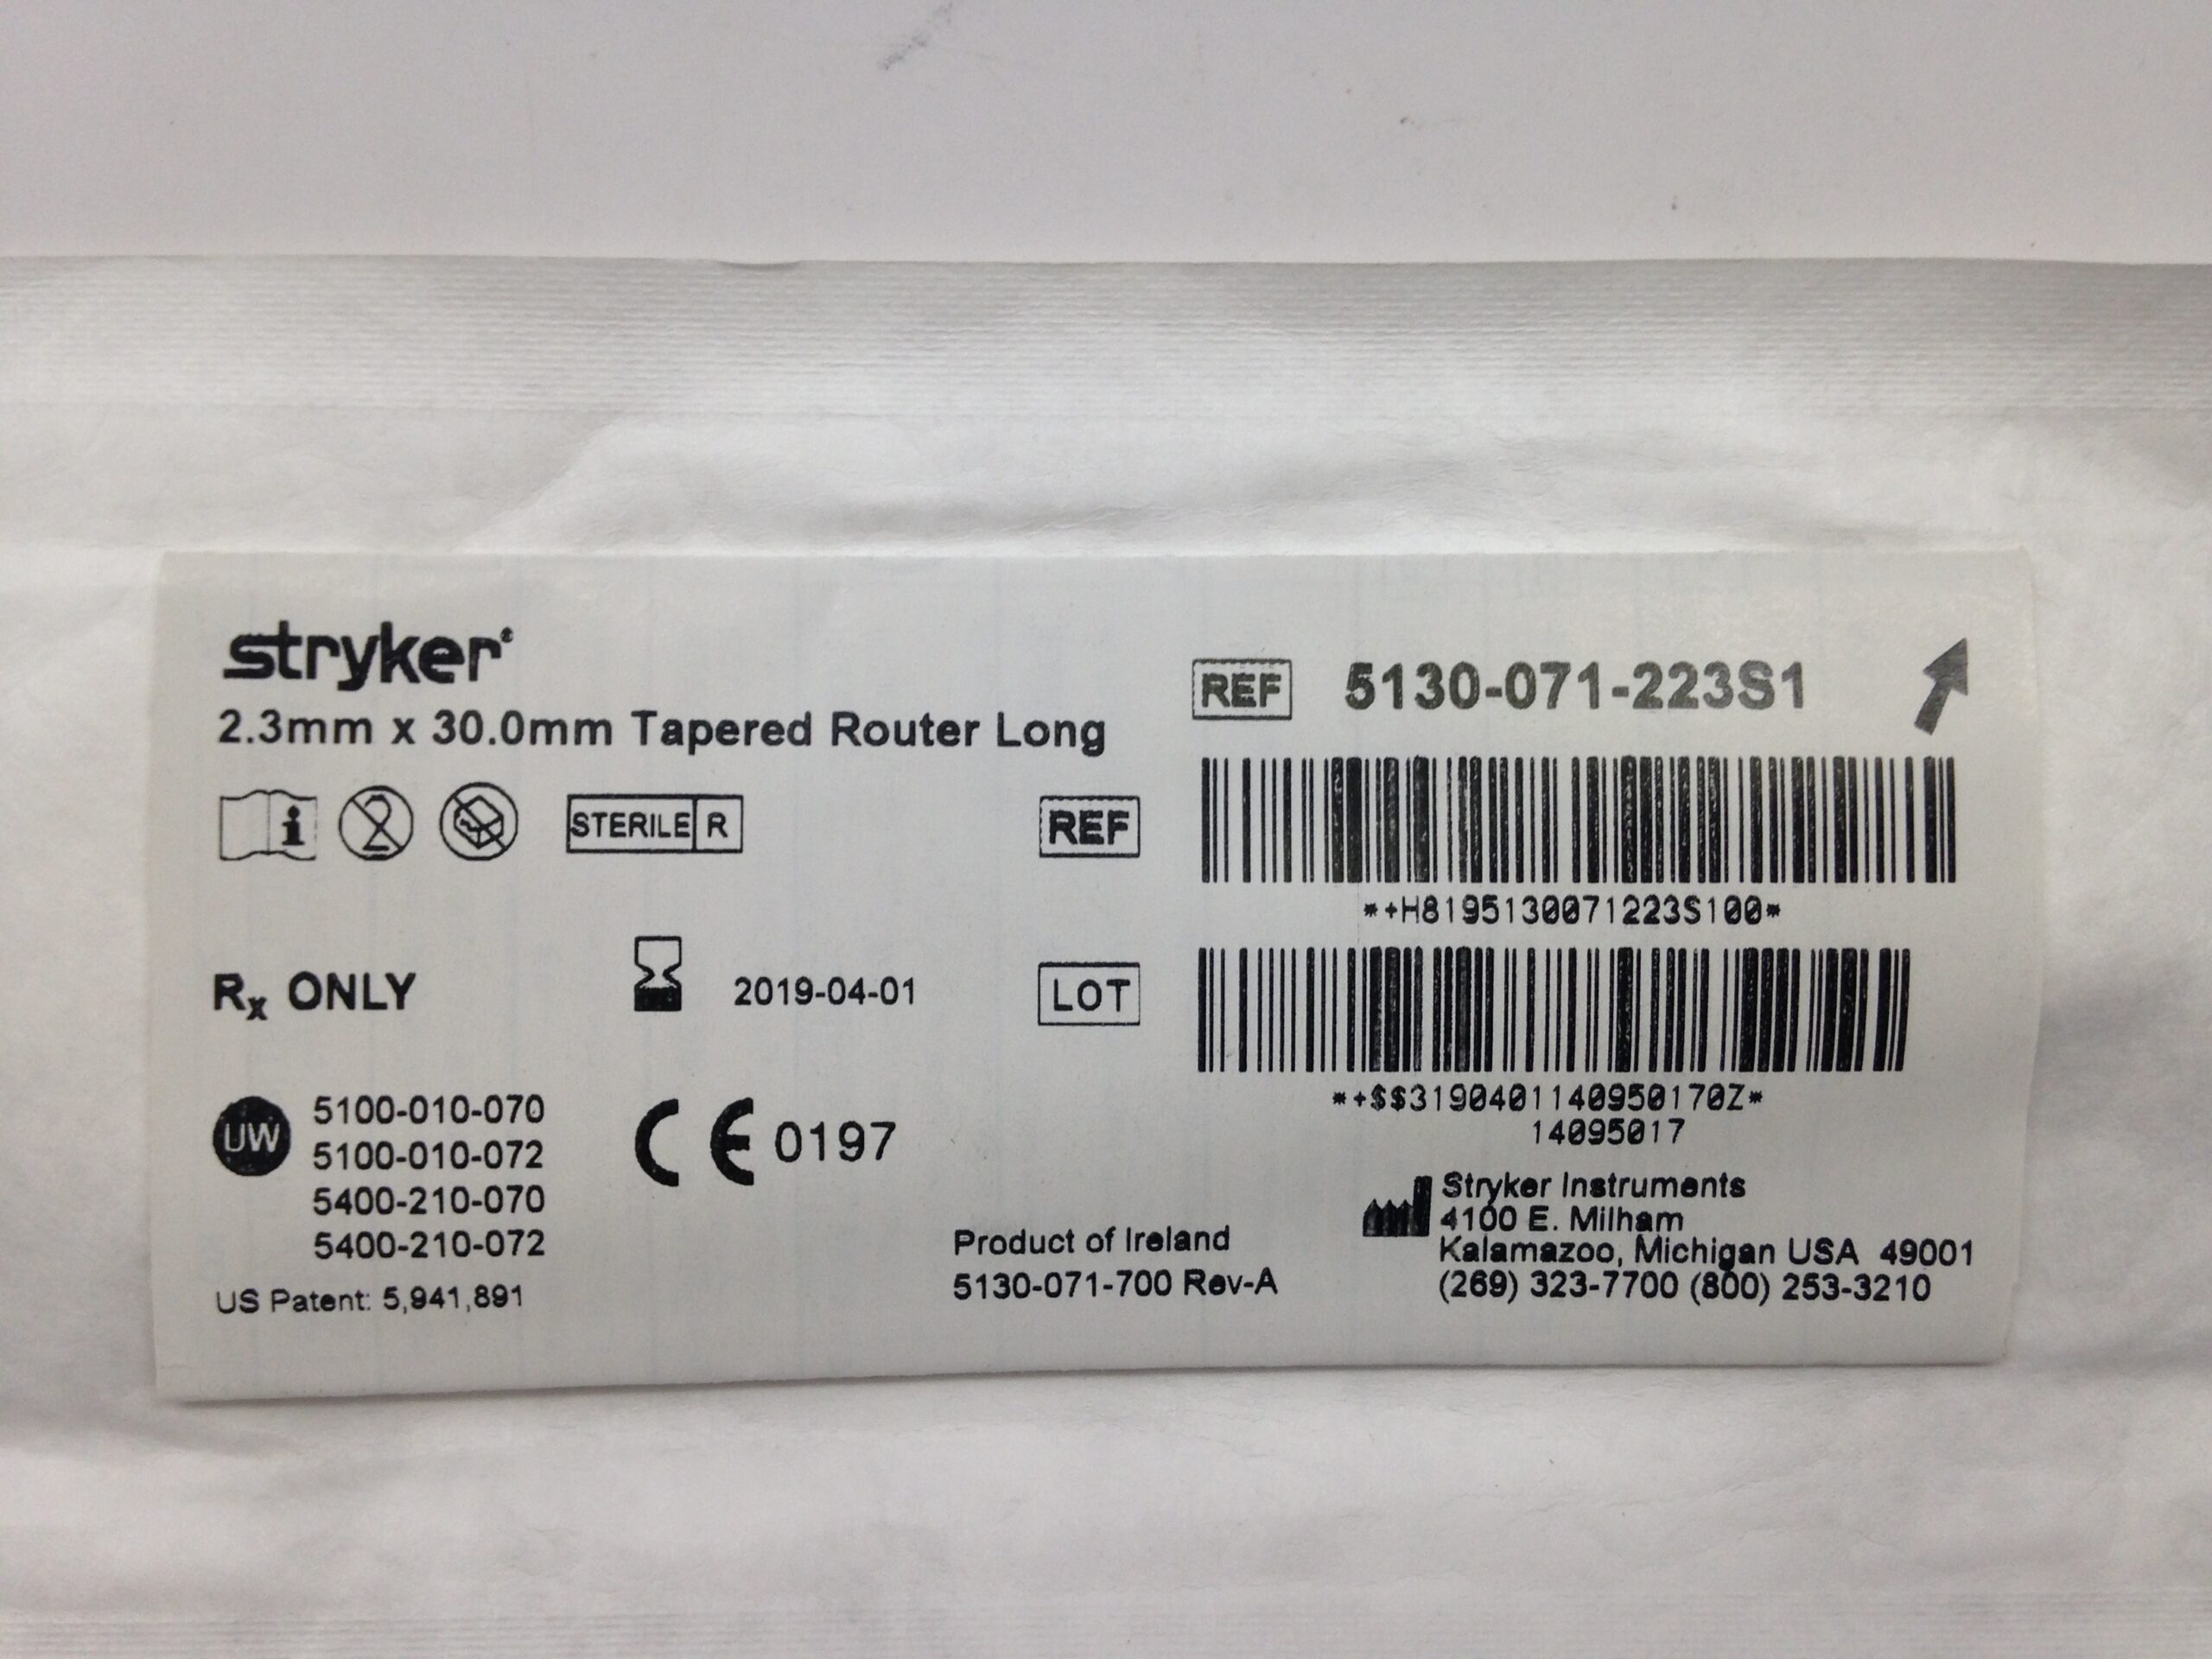 stryker®
2.3mm x 30.0mm Tapered Router Long
REF 5130-071-223S1
i 2
STERILE R
REF
*+H8195130071223S100*
Rx ONLY
2019-04-01
LOT
*+$$3190401140950170Z*
14095017
UW
5100-010-070
5100-010-072
5400-210-070
5400-210-072
CE 0197
US Patent: 5,941,891
Product of Ireland
5130-071-700 Rev-A
Stryker Instruments
4100 E. Milham
Kalamazoo, Michigan USA 49001
(269) 323-7700 (800) 253-3210